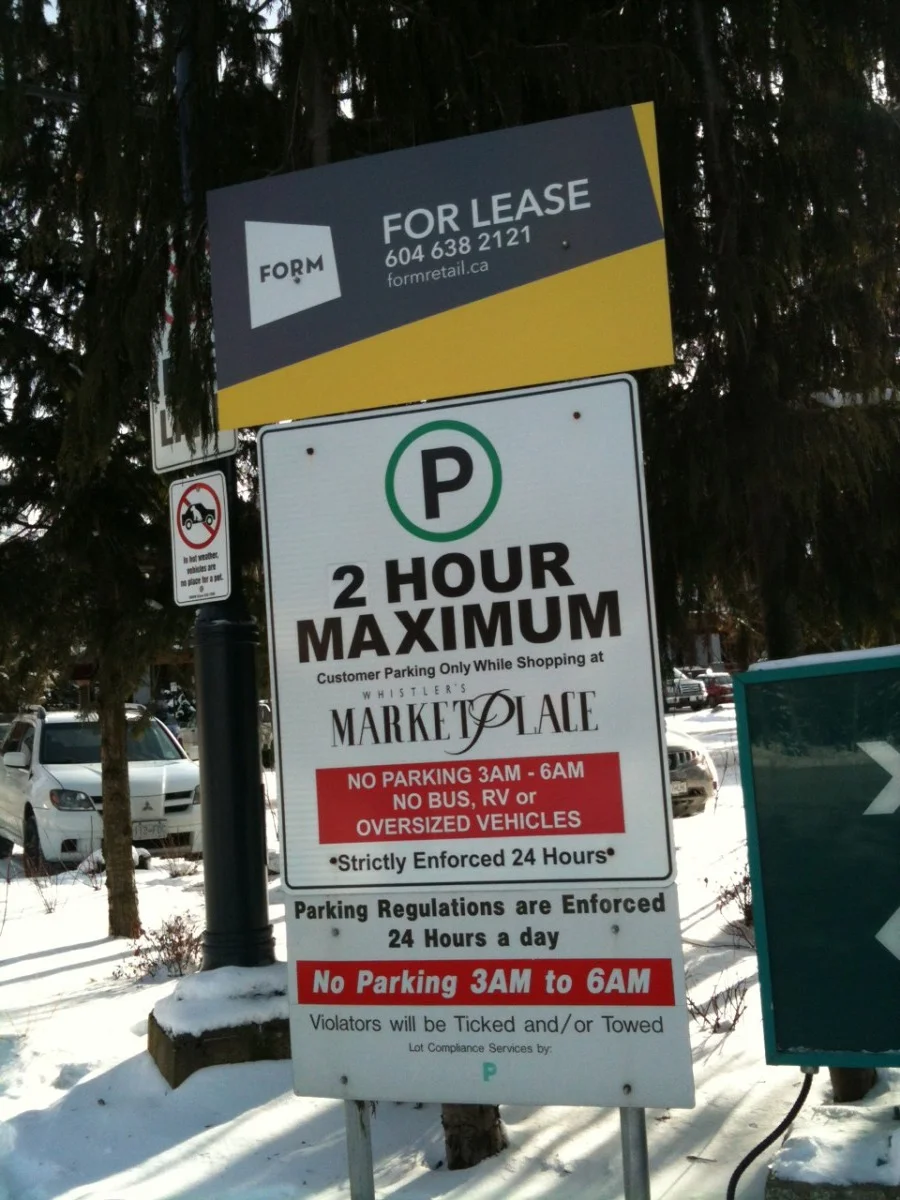 FORM
FOR LEASE
604 638 2121
formretail.ca
P
2 HOUR
MAXIMUM
Customer Parking Only While Shopping at
WHISTLER'S
MARKETPLACE
NO PARKING 3AM - 6AM
NO BUS, RV or
OVERSIZED VEHICLES
•Strictly Enforced 24 Hours•
Parking Regulations are Enforced
24 Hours a day
No Parking 3AM to 6AM
Violators will be Ticked and/or Towed
Lot Compliance Services by:
P
In hot weather,
vehicles are
no place for a pet.